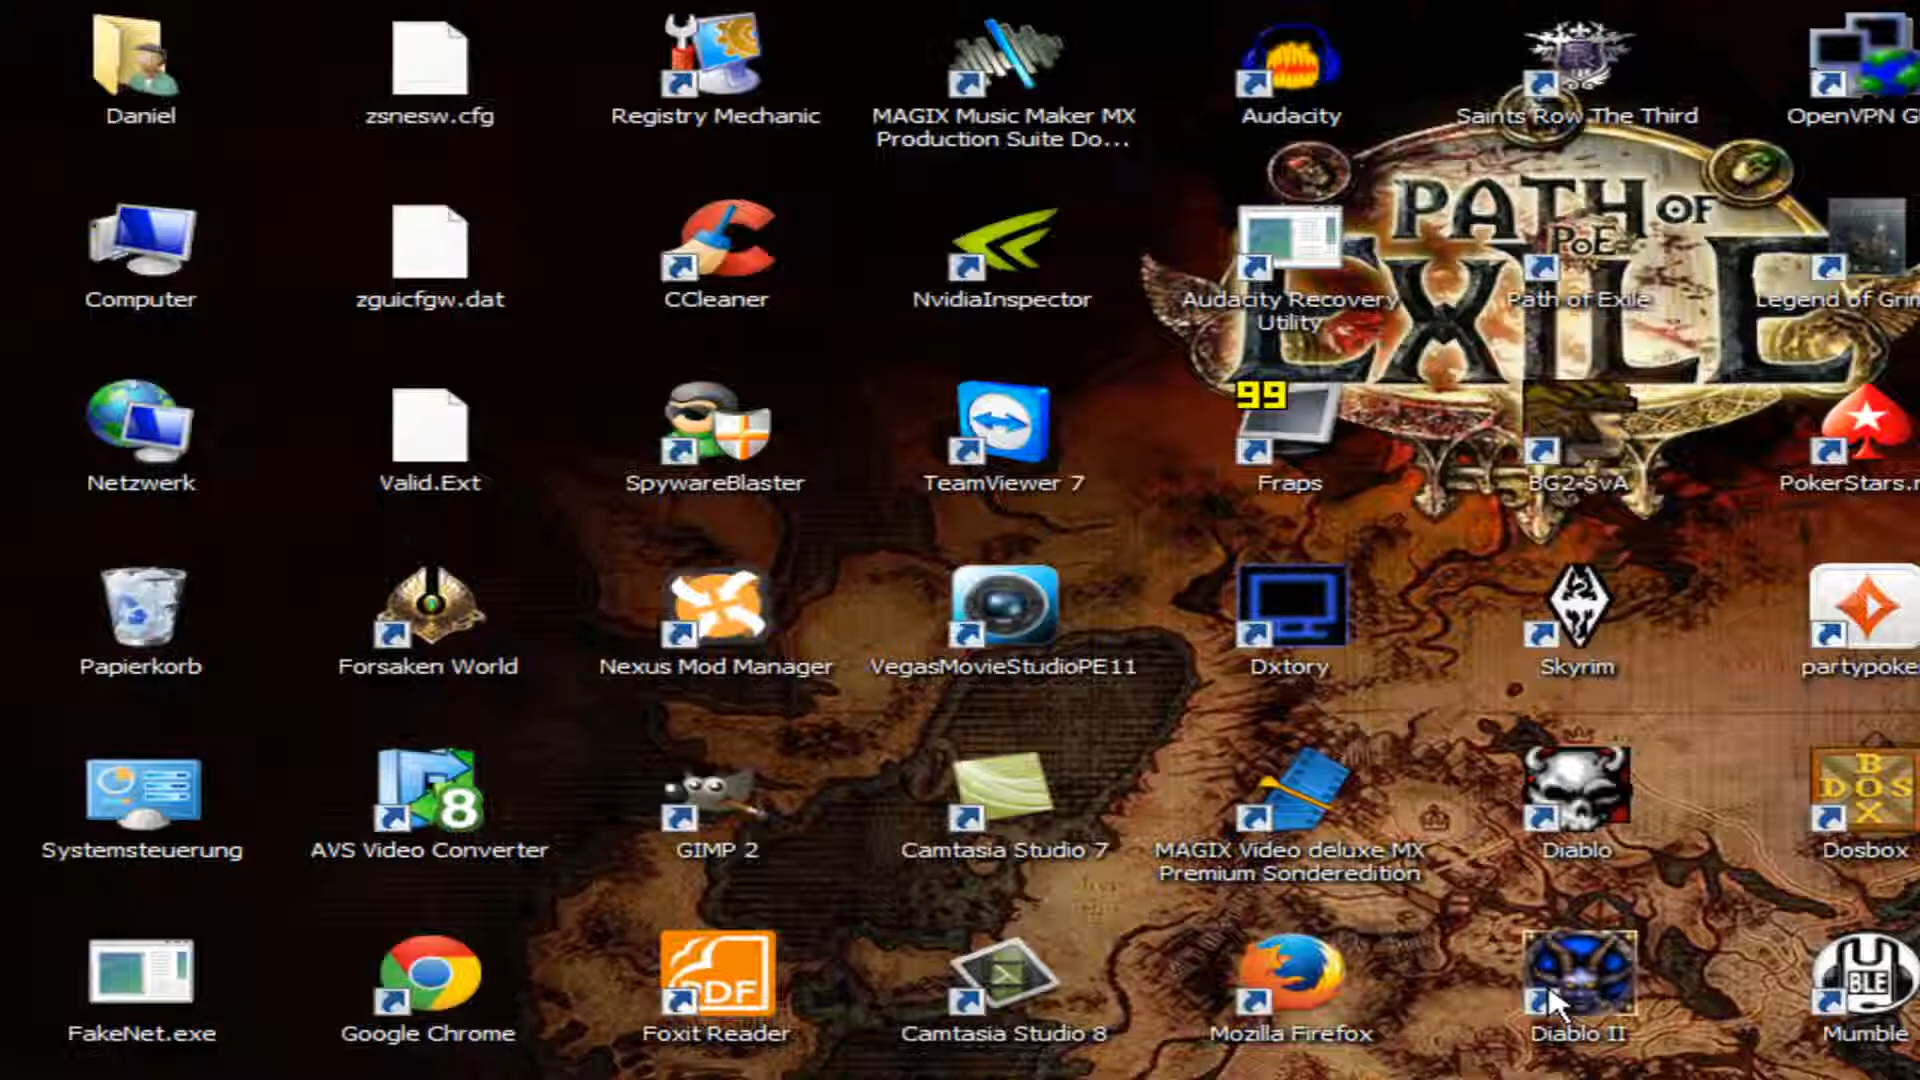 Daniel
zsnesw.cfg
Registry Mechanic
MAGIX Music Maker MX
Production Suite Do...
Audacity
Saints Row The Third
OpenVPN G
Computer
zguicfgw.dat
CCleaner
NvidiaInspector
Audacity Recovery
Utility
PATH OF
EXILE
PoE
Path of Exile
Legend of Grim
Netzwerk
Valid.Ext
SpywareBlaster
TeamViewer 7
99
Fraps
BG2-SvA
PokerStars.n
Papierkorb
Forsaken World
Nexus Mod Manager
VegasMovieStudioPE11
Dxtory
Skyrim
partypoke
Systemsteuerung
8
AVS Video Converter
GIMP 2
Camtasia Studio 7
MAGIX Video deluxe MX
Premium Sonderedition
Diablo
B
DOS
X
Dosbox
FakeNet.exe
Google Chrome
PDF
Foxit Reader
Camtasia Studio 8
Mozilla Firefox
Diablo II
BLE
Mumble